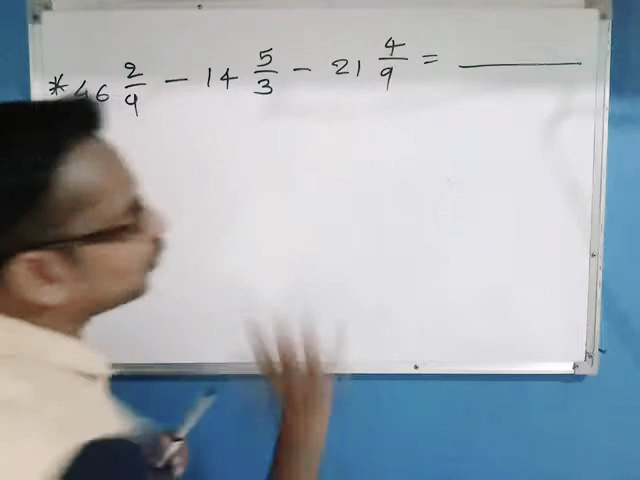 * 46 2/9 - 14 5/3 - 21 4/9 = ______